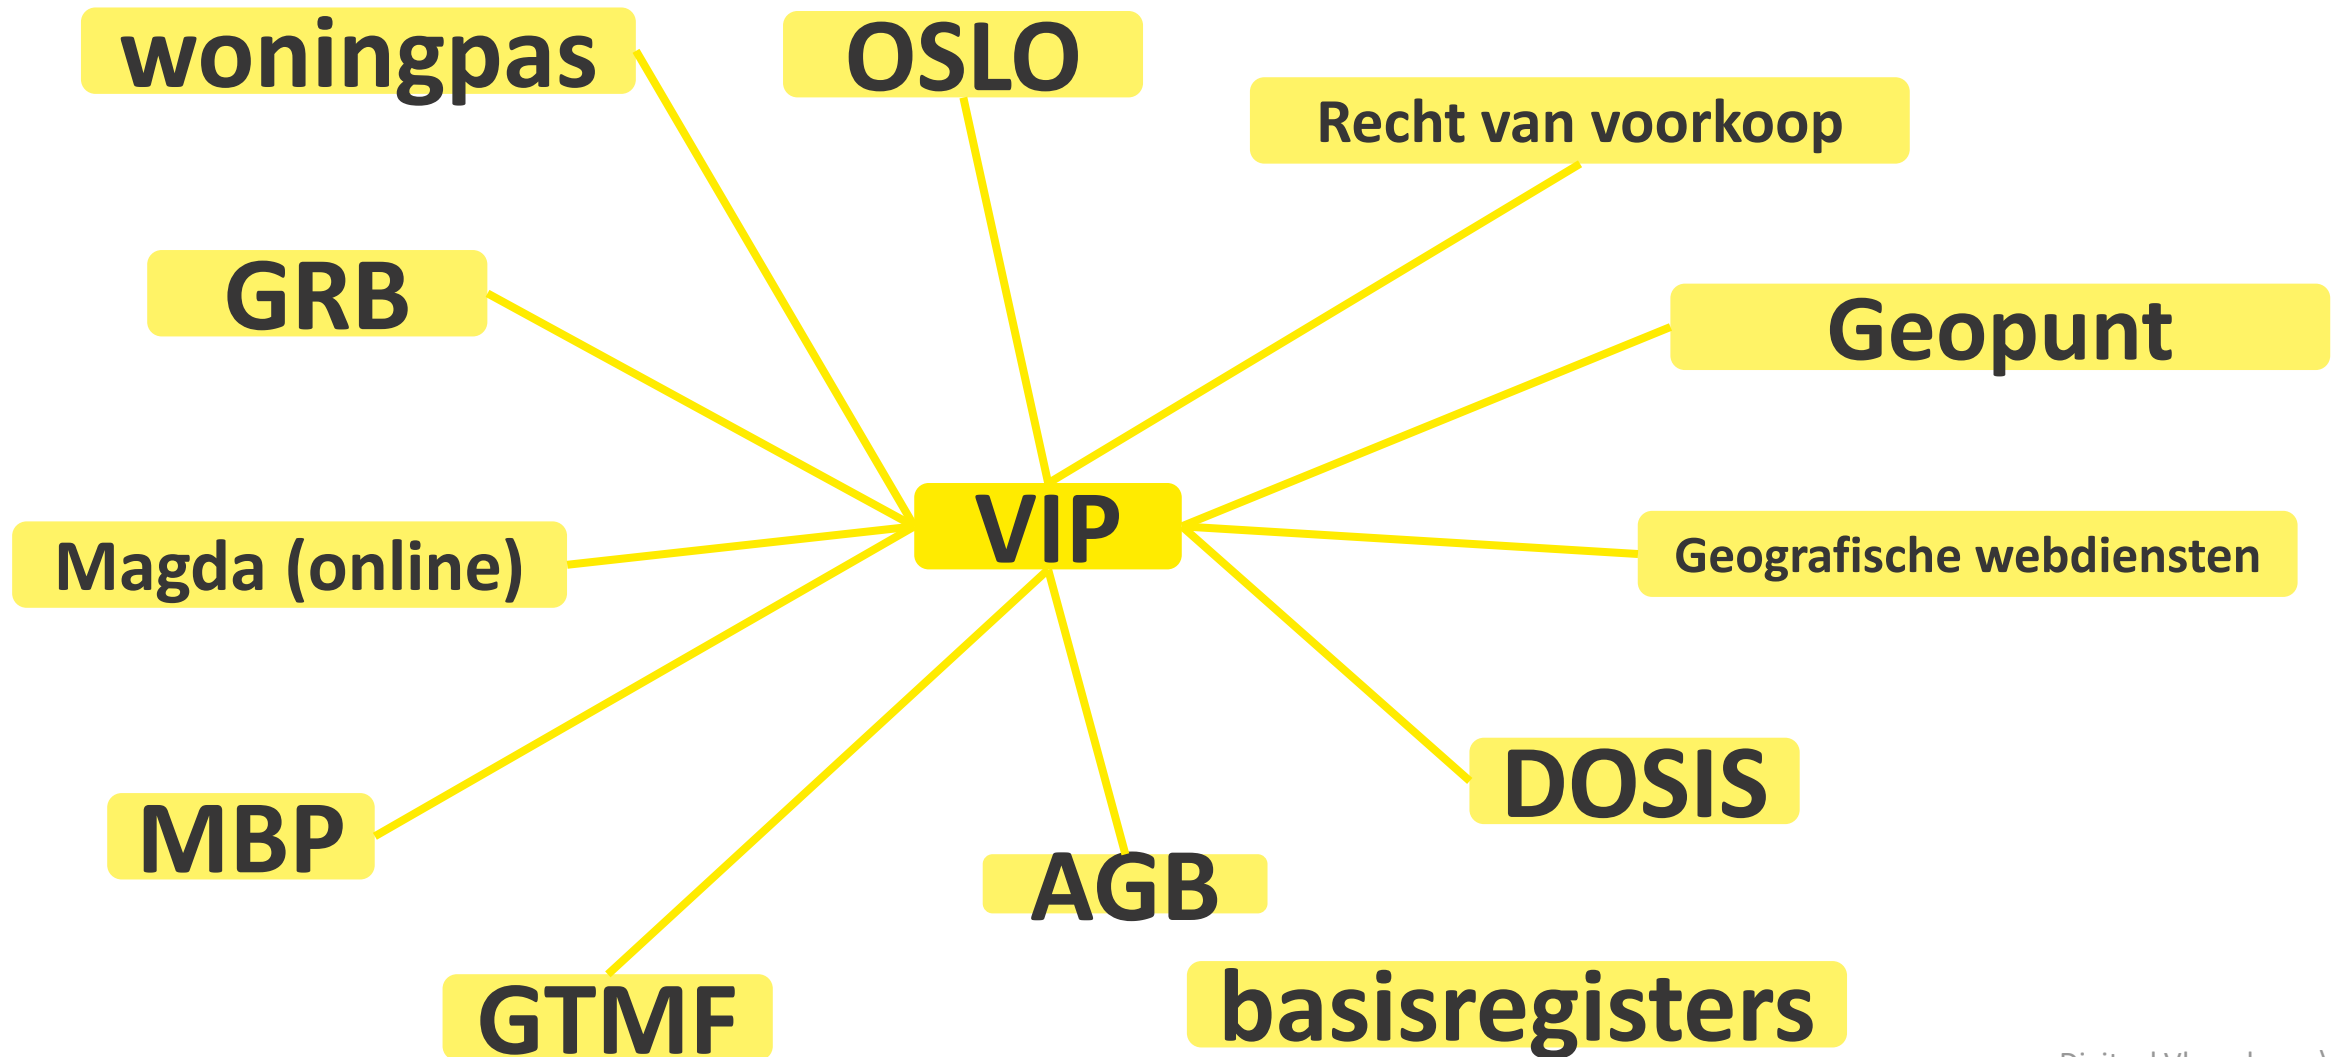 woningpas
OSLO
Recht van voorkoop
GRB
Geopunt
VIP
Magda (online)
Geografische webdiensten
DOSIS
MBP
AGB
GTMF
basisregisters